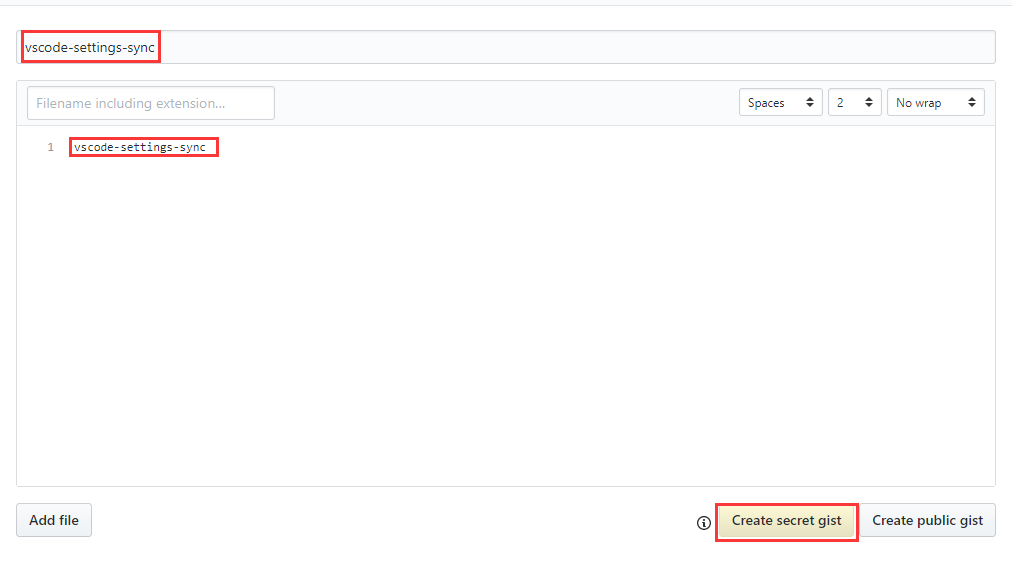 vscode-settings-sync
Filename including extension...
Spaces
2
No wrap
1
vscode-settings-sync
Add file
Create secret gist
Create public gist